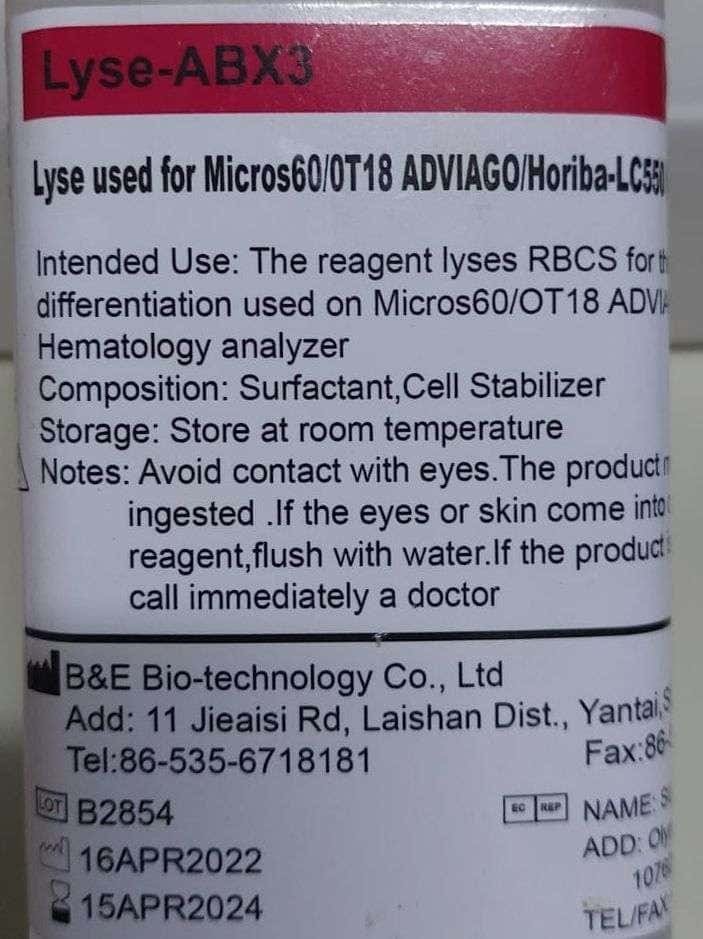 Lyse-ABX3
Lyse used for Micros60/OT18 ADVIAGO/Horiba-LC550
Intended Use: The reagent lyses RBCS for
differentiation used on Micros60/OT18
Hematology analyzer
Composition: Surfactant,Cell Stabilizer
Storage: Store at room temperature
Notes: Avoid contact with eyes.The product
ingested .If the eyes or skin come into
reagent,flush with water.If the product
call immediately a doctor
B&E Bio-technology Co., Ltd
Add: 11 Jieaisi Rd, Laishan Dist., Yantai,
Tel:86-535-6718181 Fax:86-
LOT B2854
EC REP NAME:
16APR2022
ADD:
15APR2024
TEL/FAX